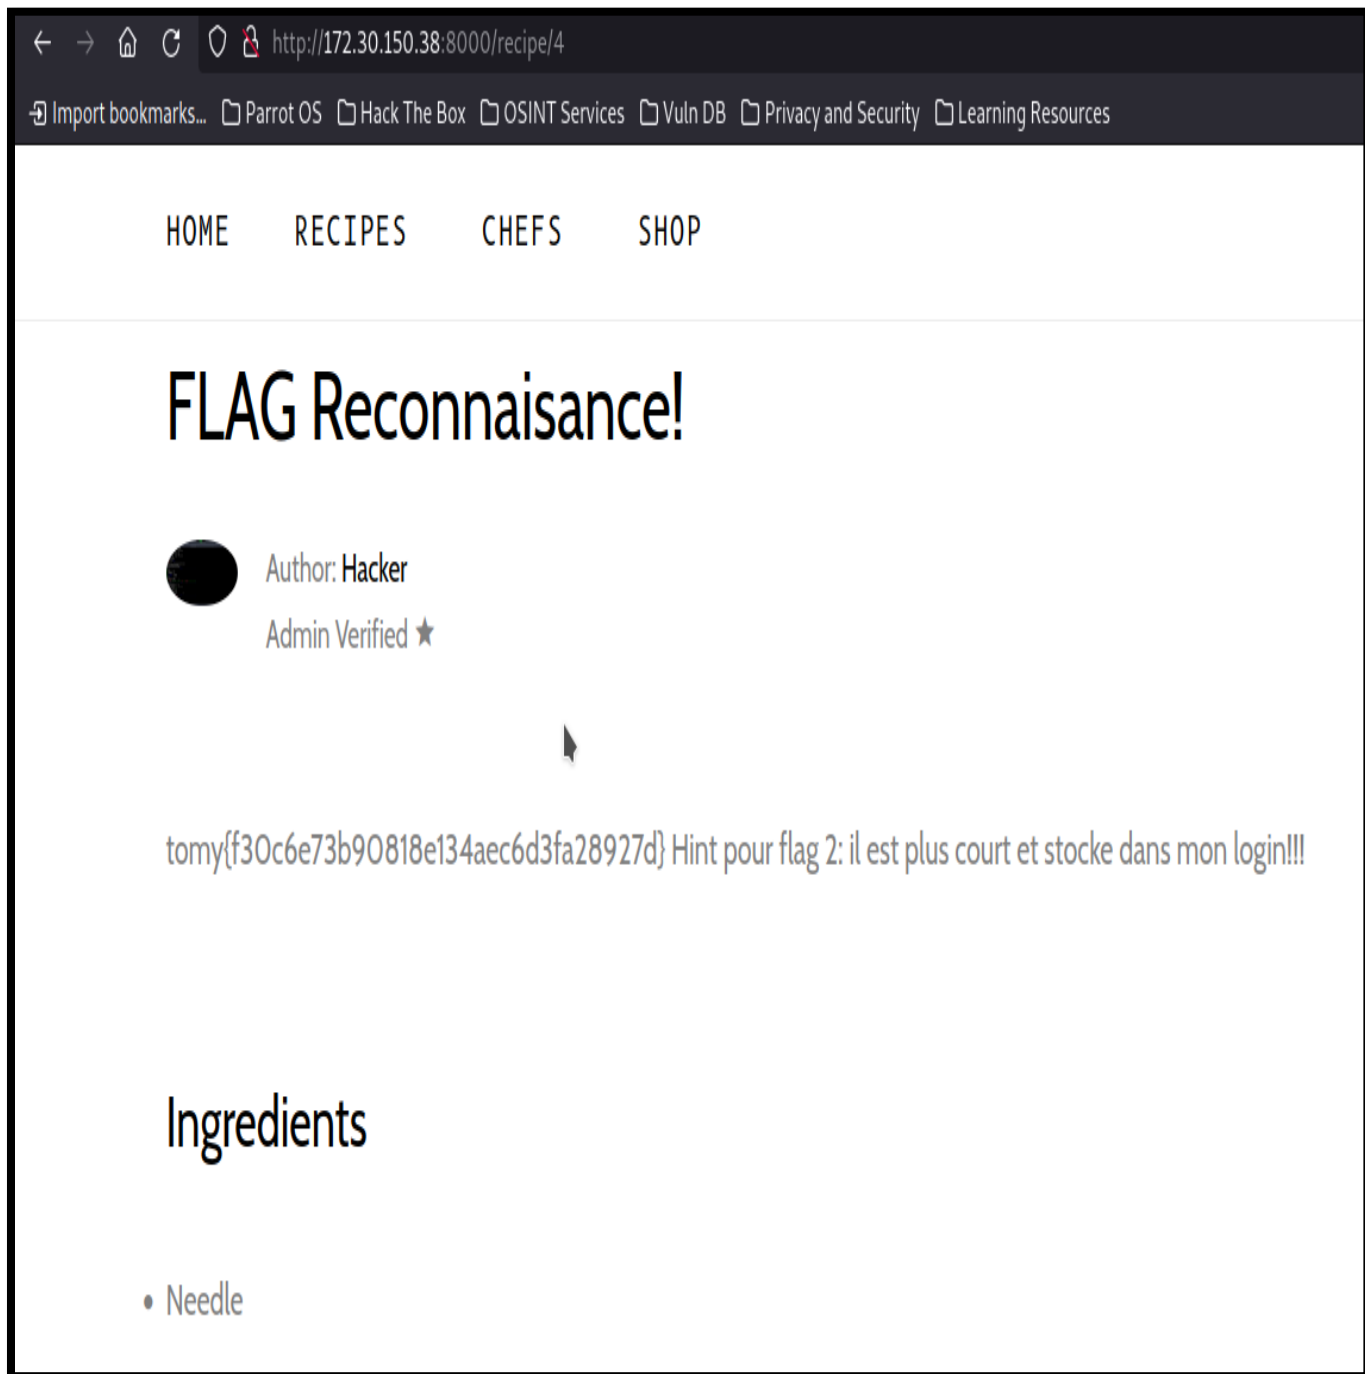 http://172.30.150.38:8000/recipe/4
Import bookmarks... Parrot OS Hack The Box OSINT Services Vuln DB Privacy and Security Learning Resources
HOME RECIPES CHEFS SHOP
FLAG Reconnaisance!
Author: Hacker
Admin Verified ★
tomy{f30c6e73b90818e134aec6d3fa28927d} Hint pour flag 2: il est plus court et stocke dans mon login!!!
Ingredients
• Needle